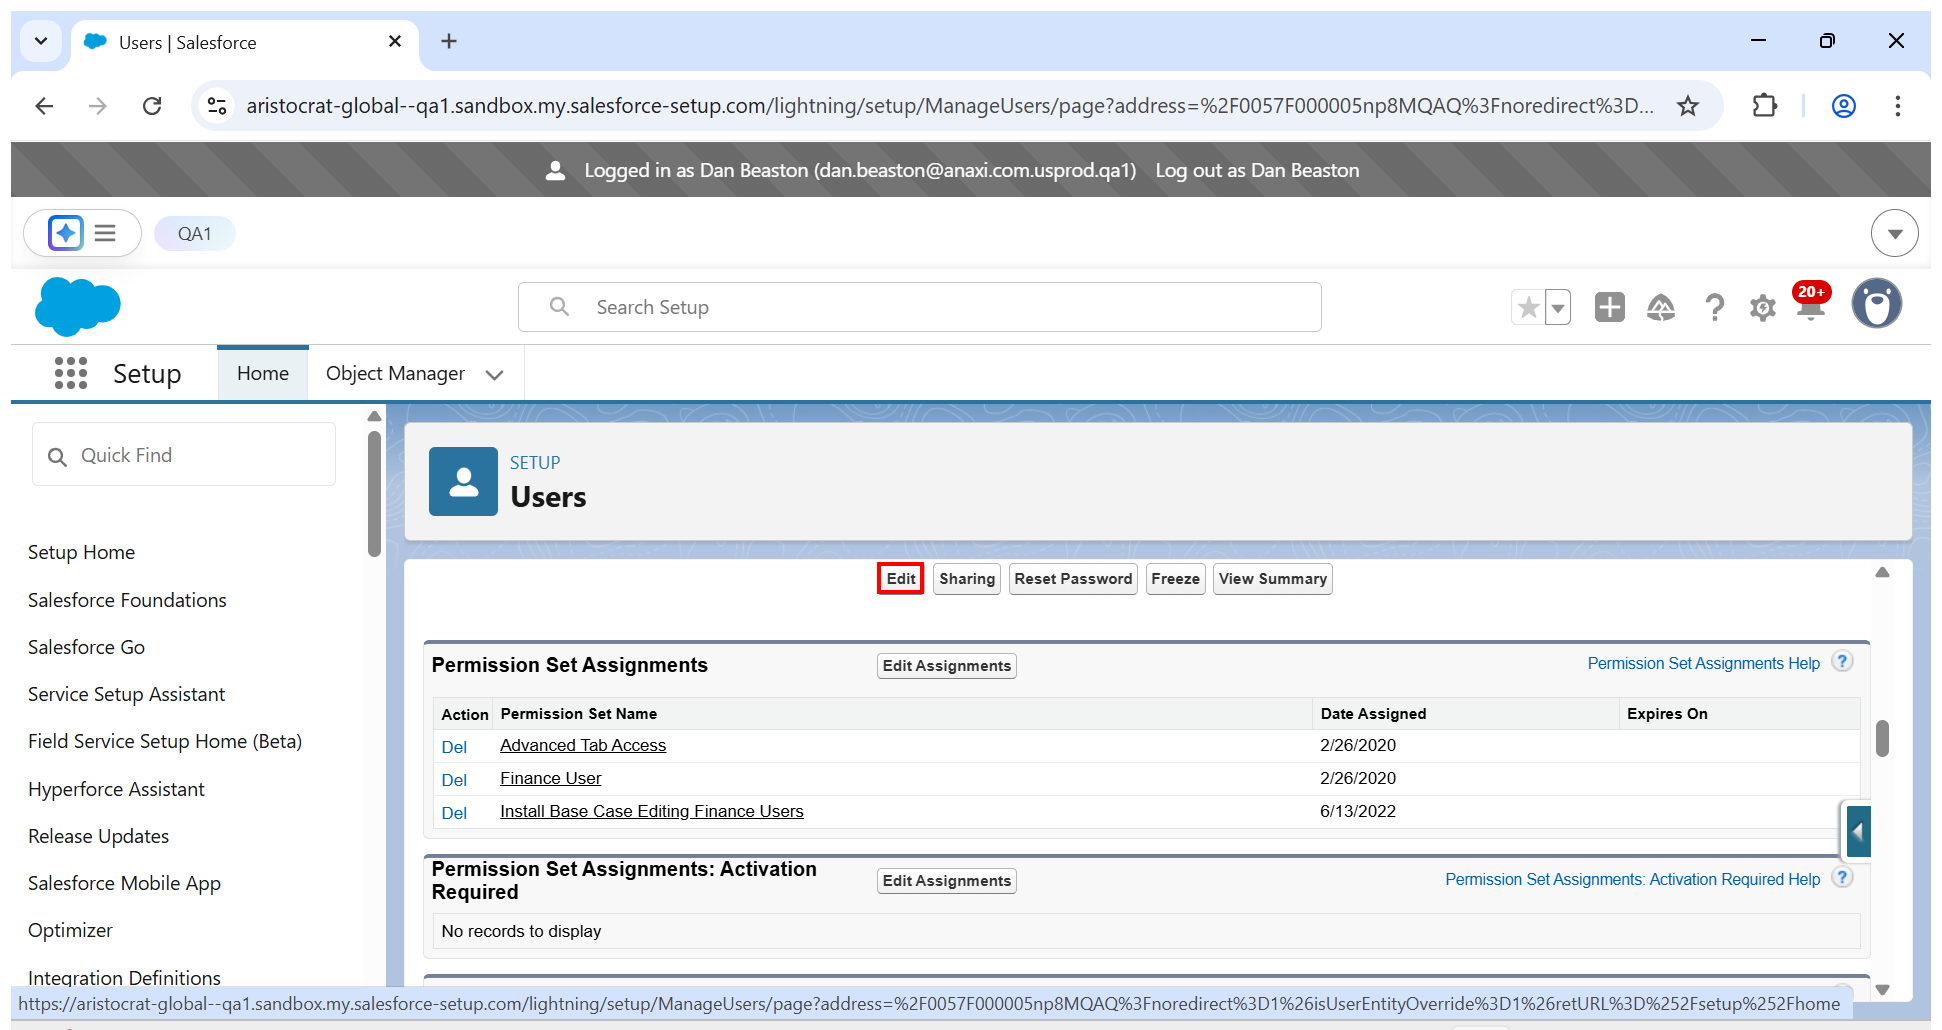 Users | Salesforce
aristocrat-global--qa1.sandbox.my.salesforce-setup.com/lightning/setup/ManageUsers/page?address=%2F0057F000005np8MQAQ%3Fnoredirect%3D...
Logged in as Dan Beaston (dan.beaston@anaxi.com.usprod.qa1) Log out as Dan Beaston
QA1
Search Setup
20+
Setup Home Object Manager
Quick Find
SETUP
Users
Setup Home
Salesforce Foundations
Salesforce Go
Service Setup Assistant
Field Service Setup Home (Beta)
Hyperforce Assistant
Release Updates
Salesforce Mobile App
Optimizer
Integration Definitions
Edit Sharing Reset Password Freeze View Summary
Permission Set Assignments Edit Assignments Permission Set Assignments Help ?
Action Permission Set Name Date Assigned Expires On
Del Advanced Tab Access 2/26/2020
Del Finance User 2/26/2020
Del Install Base Case Editing Finance Users 6/13/2022
Permission Set Assignments: Activation
Required
Edit Assignments Permission Set Assignments: Activation Required Help ?
No records to display
https://aristocrat-global--qa1.sandbox.my.salesforce-setup.com/lightning/setup/ManageUsers/page?address=%2F0057F000005np8MQAQ%3Fnoredirect%3D1%26isUserEntityOverride%3D1%26retURL%3D%252Fsetup%252Fhome